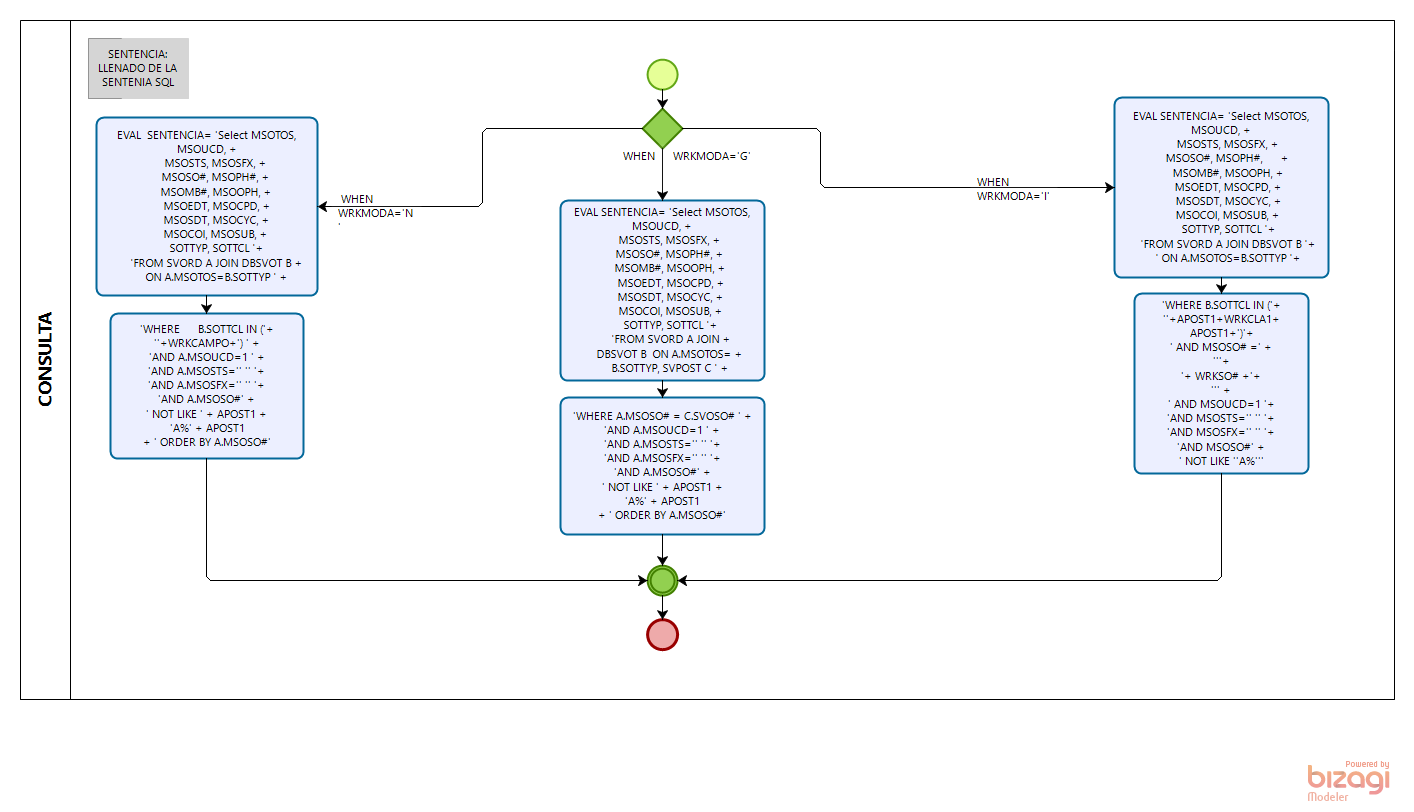 CONSULTA
SENTENCIA:
LLENADO DE LA
SENTENIA SQL
WHEN
WRKMODA='N
'
EVAL SENTENCIA= 'Select MSOTOS,
MSOUCD, +
MSOSTS, MSOSFX, +
MSOSO#, MSOPH#, +
MSOMB#, MSOOPH, +
MSOEDT, MSOCPD, +
MSOSDT, MSOCYC, +
MSOCOI, MSOSUB, +
SOTTYP, SOTTCL '+
'FROM SVORD A JOIN DBSVOT B +
ON A.MSOTOS=B.SOTTYP ' +
'WHERE B.SOTTCL IN ('+
''+WRKCAMPO+') ' +
'AND A.MSOUCD=1 ' +
'AND A.MSOSTS='' '' '+
'AND A.MSOSFX='' '' '+
'AND A.MSOSO#' +
' NOT LIKE ' + APOST1 +
'A%' + APOST1
+ ' ORDER BY A.MSOSO#'
WHEN WRKMODA='G'
EVAL SENTENCIA= 'Select MSOTOS,
MSOUCD, +
MSOSTS, MSOSFX, +
MSOSO#, MSOPH#, +
MSOMB#, MSOOPH, +
MSOEDT, MSOCPD, +
MSOSDT, MSOCYC, +
MSOCOI, MSOSUB, +
SOTTYP, SOTTCL '+
'FROM SVORD A JOIN +
DBSVOT B ON A.MSOTOS= +
B.SOTTYP, SVPOST C ' +
'WHERE A.MSOSO# = C.SVOSO# ' +
'AND A.MSOUCD=1 ' +
'AND A.MSOSTS='' '' '+
'AND A.MSOSFX='' '' '+
'AND A.MSOSO#' +
' NOT LIKE ' + APOST1 +
'A%' + APOST1
+ ' ORDER BY A.MSOSO#'
WHEN
WRKMODA='I'
EVAL SENTENCIA= 'Select MSOTOS,
MSOUCD, +
MSOSTS, MSOSFX, +
MSOSO#, MSOPH#, +
MSOMB#, MSOOPH, +
MSOEDT, MSOCPD, +
MSOSDT, MSOCYC, +
MSOCOI, MSOSUB, +
SOTTYP, SOTTCL '+
'FROM SVORD A JOIN DBSVOT B '+
' ON A.MSOTOS=B.SOTTYP '+
'WHERE B.SOTTCL IN ('+
''+APOST1+WRKCLA1+
APOST1+')'+
' AND MSOSO# =' +
'''+
'+ WRKSO# +'+
''' +
' AND MSOUCD=1 '+
'AND MSOSTS='' '' '+
'AND MSOSFX='' '' '+
'AND MSOSO#' +
' NOT LIKE ''A%'''
Powered by
bizagi
Modeler